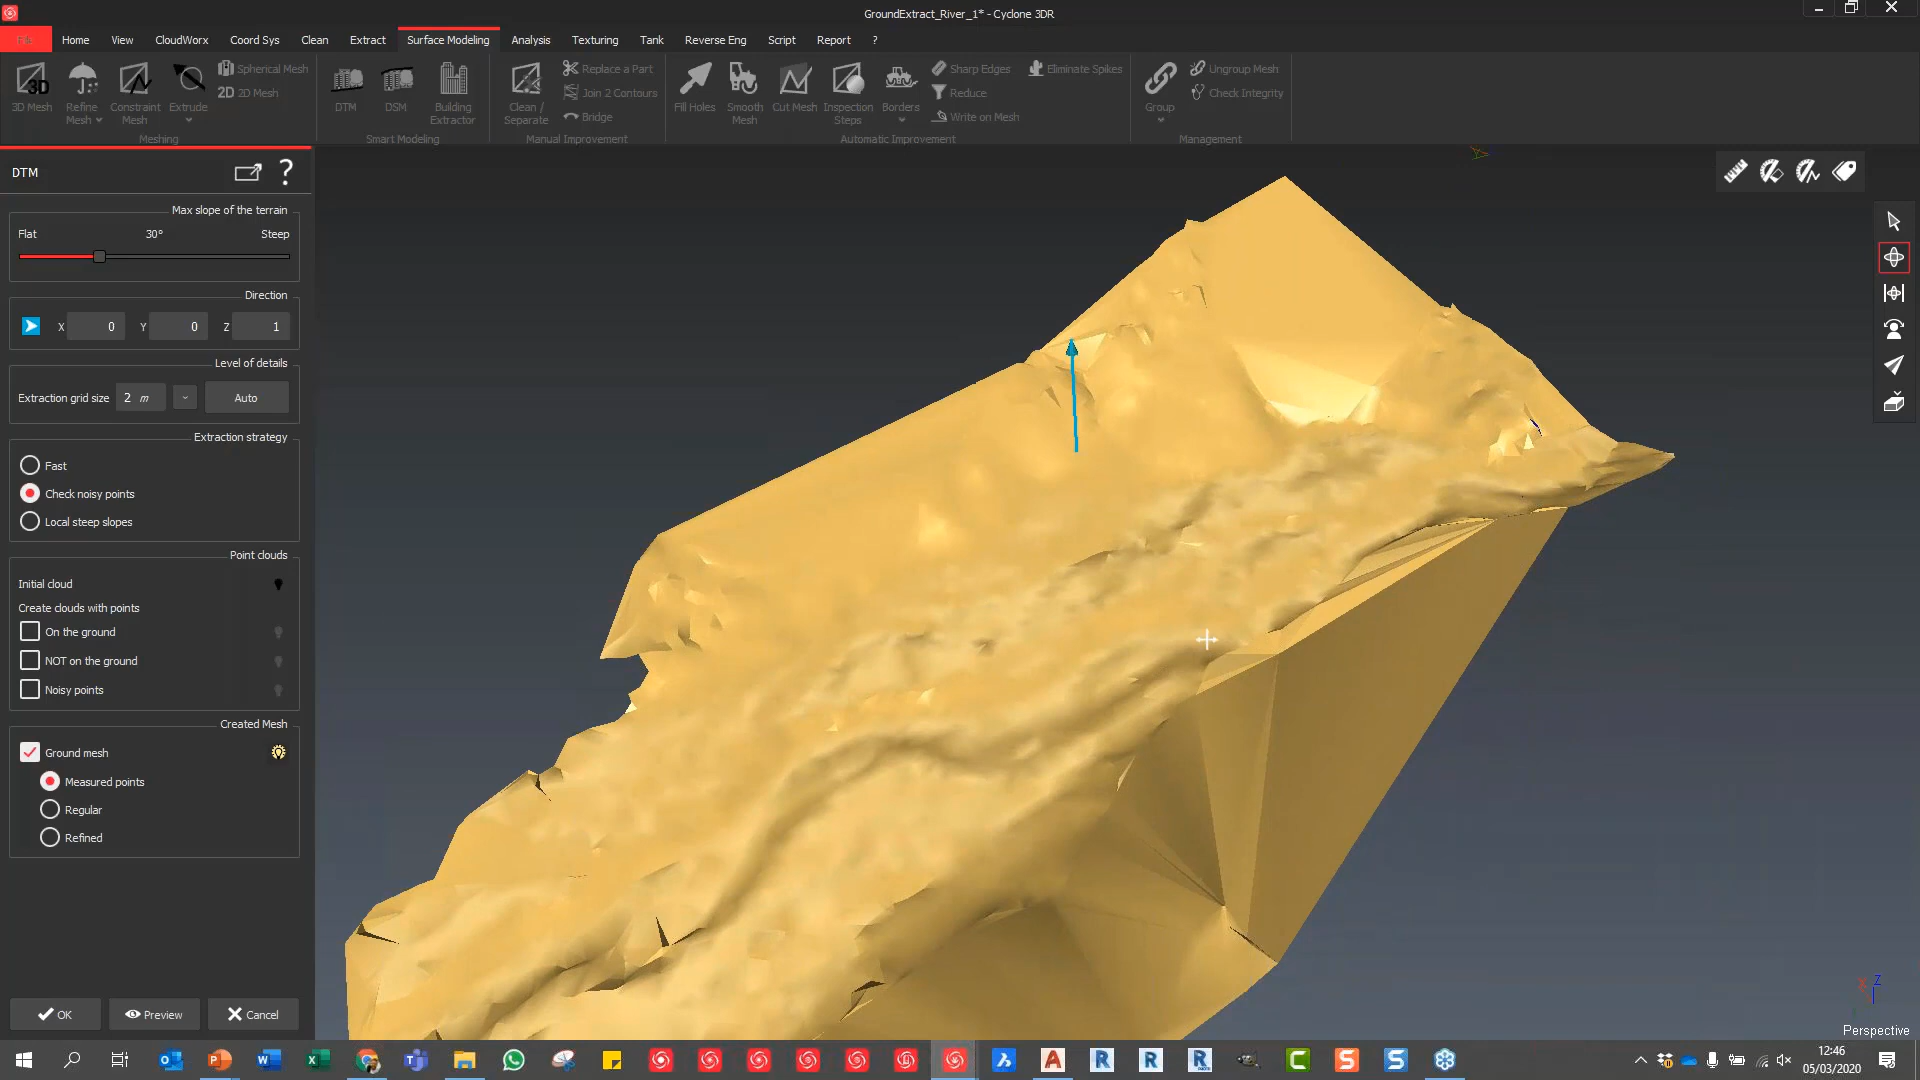 GroundExtract_River_1* - Cyclone 3DR
File Home View CloudWorx Coord Sys Clean Extract Surface Modeling Analysis Texturing Tank Reverse Eng Script Report ?
3D Mesh
Refine Mesh
Constraint Mesh
Extrude
Spherical Mesh
2D 2D Mesh
Meshing
DTM
DSM
Building Extractor
Smart Modeling
Clean / Separate
Replace a Part
Join 2 Contours
Bridge
Manual Improvement
Fill Holes
Smooth Mesh
Cut Mesh
Inspection Steps
Borders
Sharp Edges
Reduce
Write on Mesh
Eliminate Spikes
Automatic Improvement
Group
Ungroup Mesh
Check Integrity
Management
DTM ?
Max slope of the terrain
Flat 30° Steep
Direction
X 0 Y 0 Z 1
Level of details
Extraction grid size 2 m Auto
Extraction strategy
Fast
Check noisy points
Local steep slopes
Point clouds
Initial cloud
Create clouds with points
On the ground
NOT on the ground
Noisy points
Created Mesh
Ground mesh
Measured points
Regular
Refined
OK Preview Cancel
X Z
Perspective
12:46
05/03/2020